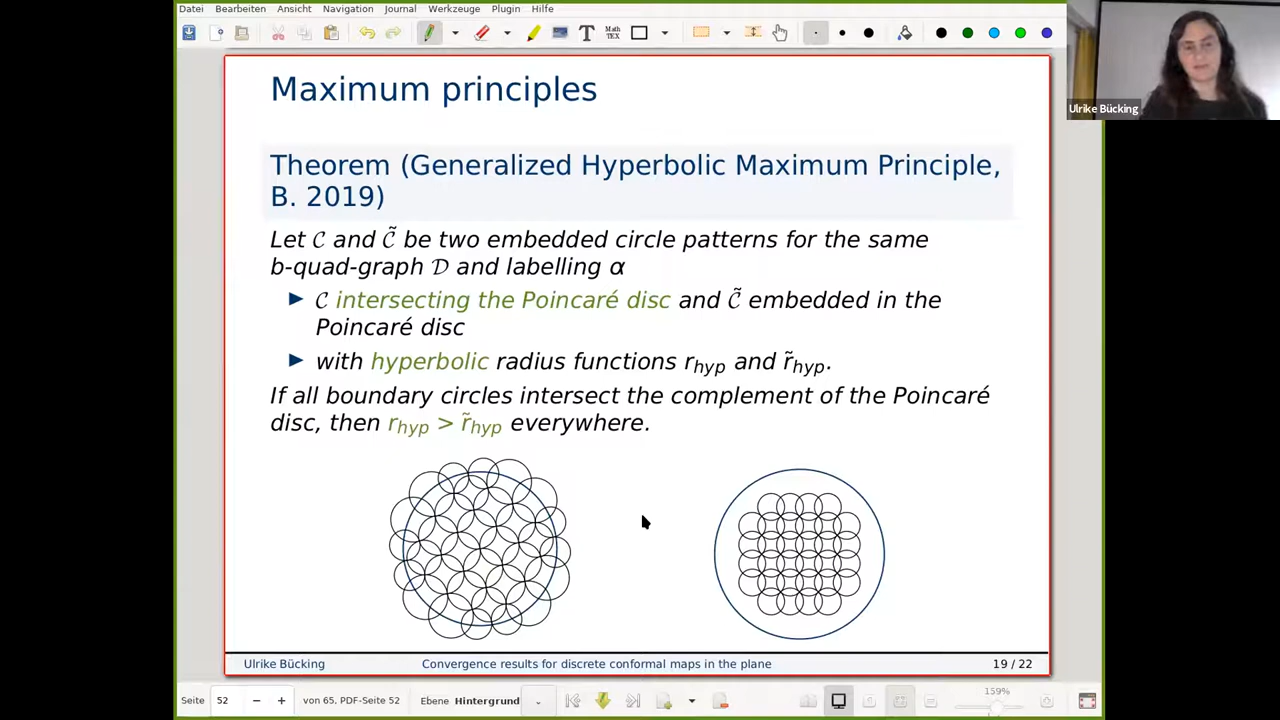 Datei Bearbeiten Ansicht Navigation Journal Werkzeuge Plugin Hilfe
T Math TEX
Ulrike Bücking
Maximum principles
Theorem (Generalized Hyperbolic Maximum Principle,
B. 2019)
Let 𝒞 and 𝒞̃ be two embedded circle patterns for the same
b-quad-graph 𝒟 and labelling α
▶ 𝒞 intersecting the Poincaré disc and 𝒞̃ embedded in the
Poincaré disc
▶ with hyperbolic radius functions r_hyp and r̃_hyp.
If all boundary circles intersect the complement of the Poincaré
disc, then r_hyp > r̃_hyp everywhere.
Ulrike Bücking Convergence results for discrete conformal maps in the plane 19 / 22
Seite 52 − + von 65, PDF-Seite 52 Ebene Hintergrund 159%